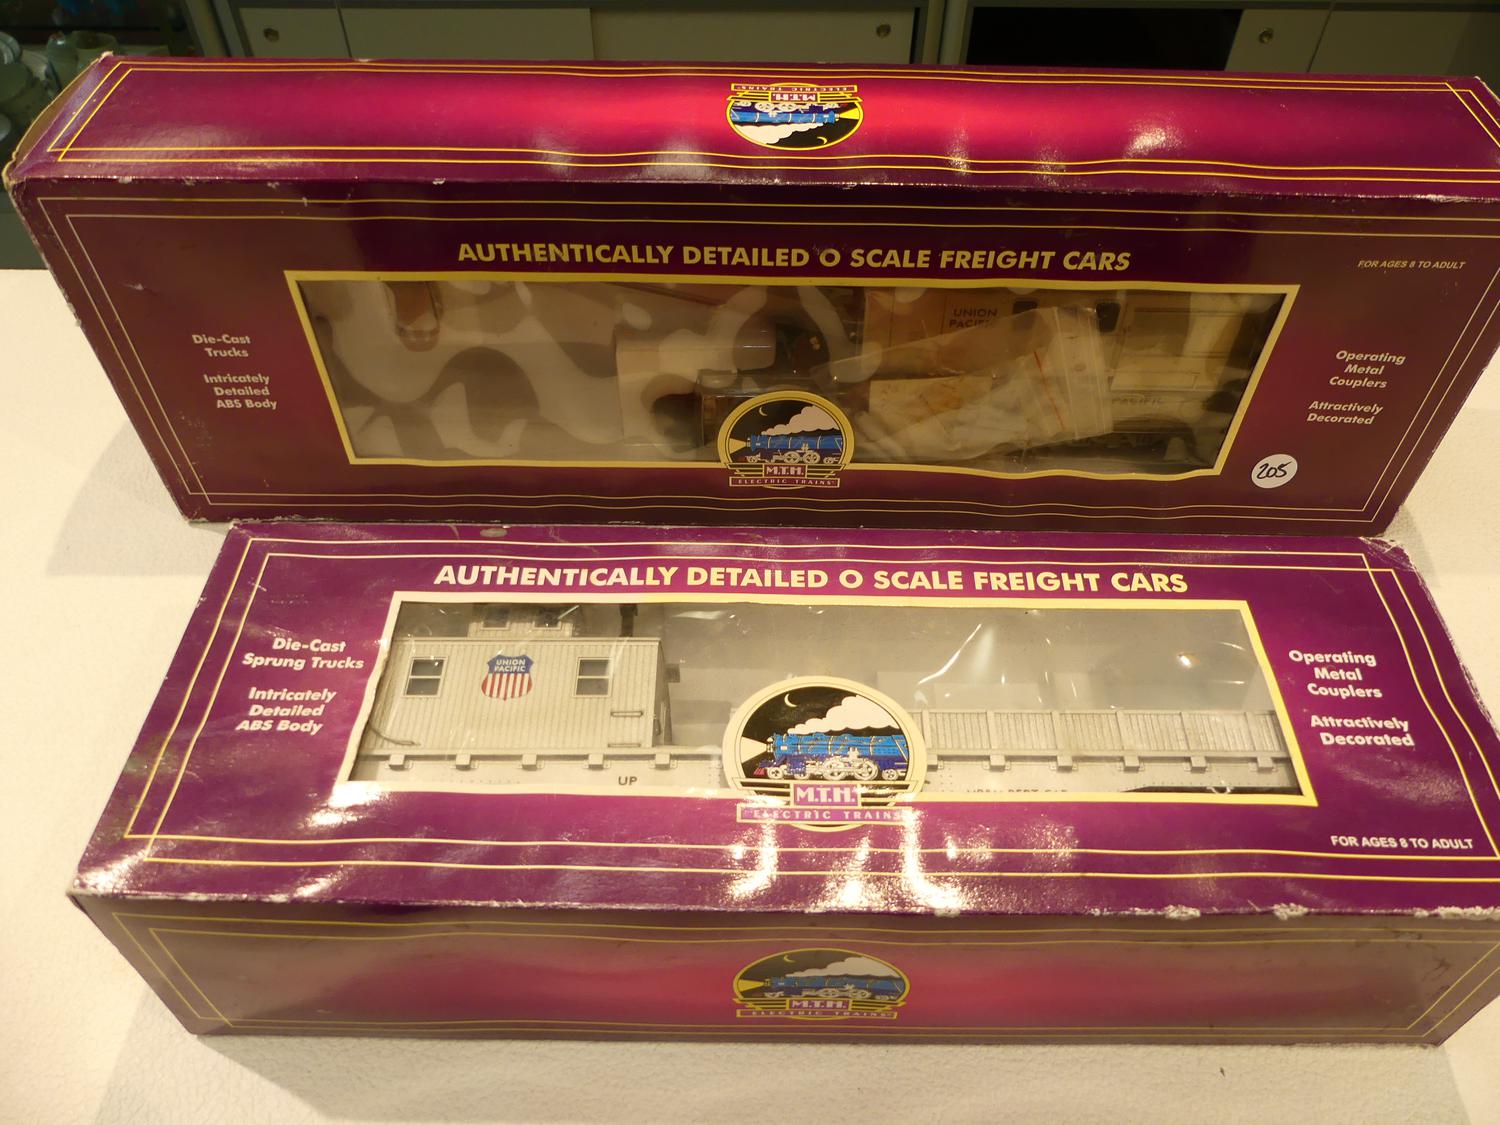 M.T.H.
ELECTRIC TRAINS
AUTHENTICALLY DETAILED O SCALE FREIGHT CARS
FOR AGES 8 TO ADULT
Die-Cast
Trucks
Intricately
Detailed
ABS Body
UNION
PACIFIC
PACIFIC
Operating
Metal
Couplers
Attractively
Decorated
M.T.H.
ELECTRIC TRAINS
205
AUTHENTICALLY DETAILED O SCALE FREIGHT CARS
Die-Cast
Sprung Trucks
Intricately
Detailed
ABS Body
UNION
PACIFIC
UP
Operating
Metal
Couplers
Attractively
Decorated
M.T.H.
ELECTRIC TRAINS
FOR AGES 8 TO ADULT
M.T.H.
ELECTRIC TRAINS